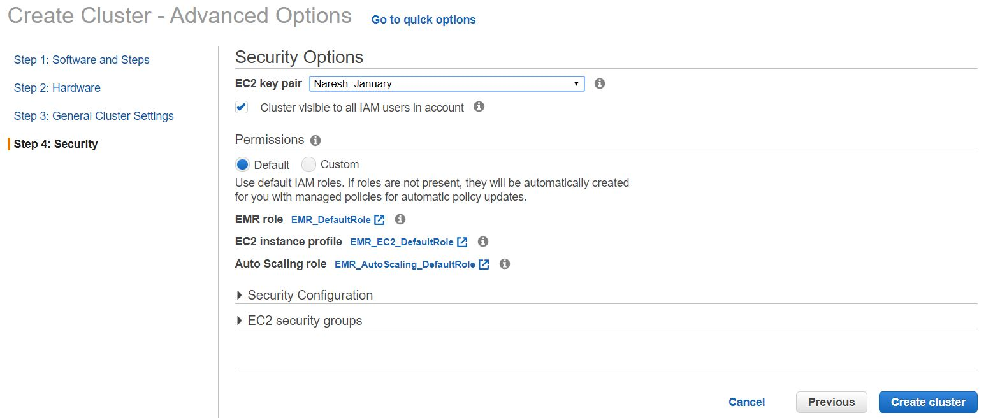 Create Cluster - Advanced Options Go to quick options
Step 1: Software and Steps
Step 2: Hardware
Step 3: General Cluster Settings
Step 4: Security
Security Options
EC2 key pair Naresh_January
Cluster visible to all IAM users in account
Permissions
Default Custom
Use default IAM roles. If roles are not present, they will be automatically created
for you with managed policies for automatic policy updates.
EMR role EMR_DefaultRole
EC2 instance profile EMR_EC2_DefaultRole
Auto Scaling role EMR_AutoScaling_DefaultRole
Security Configuration
EC2 security groups
Cancel Previous Create cluster